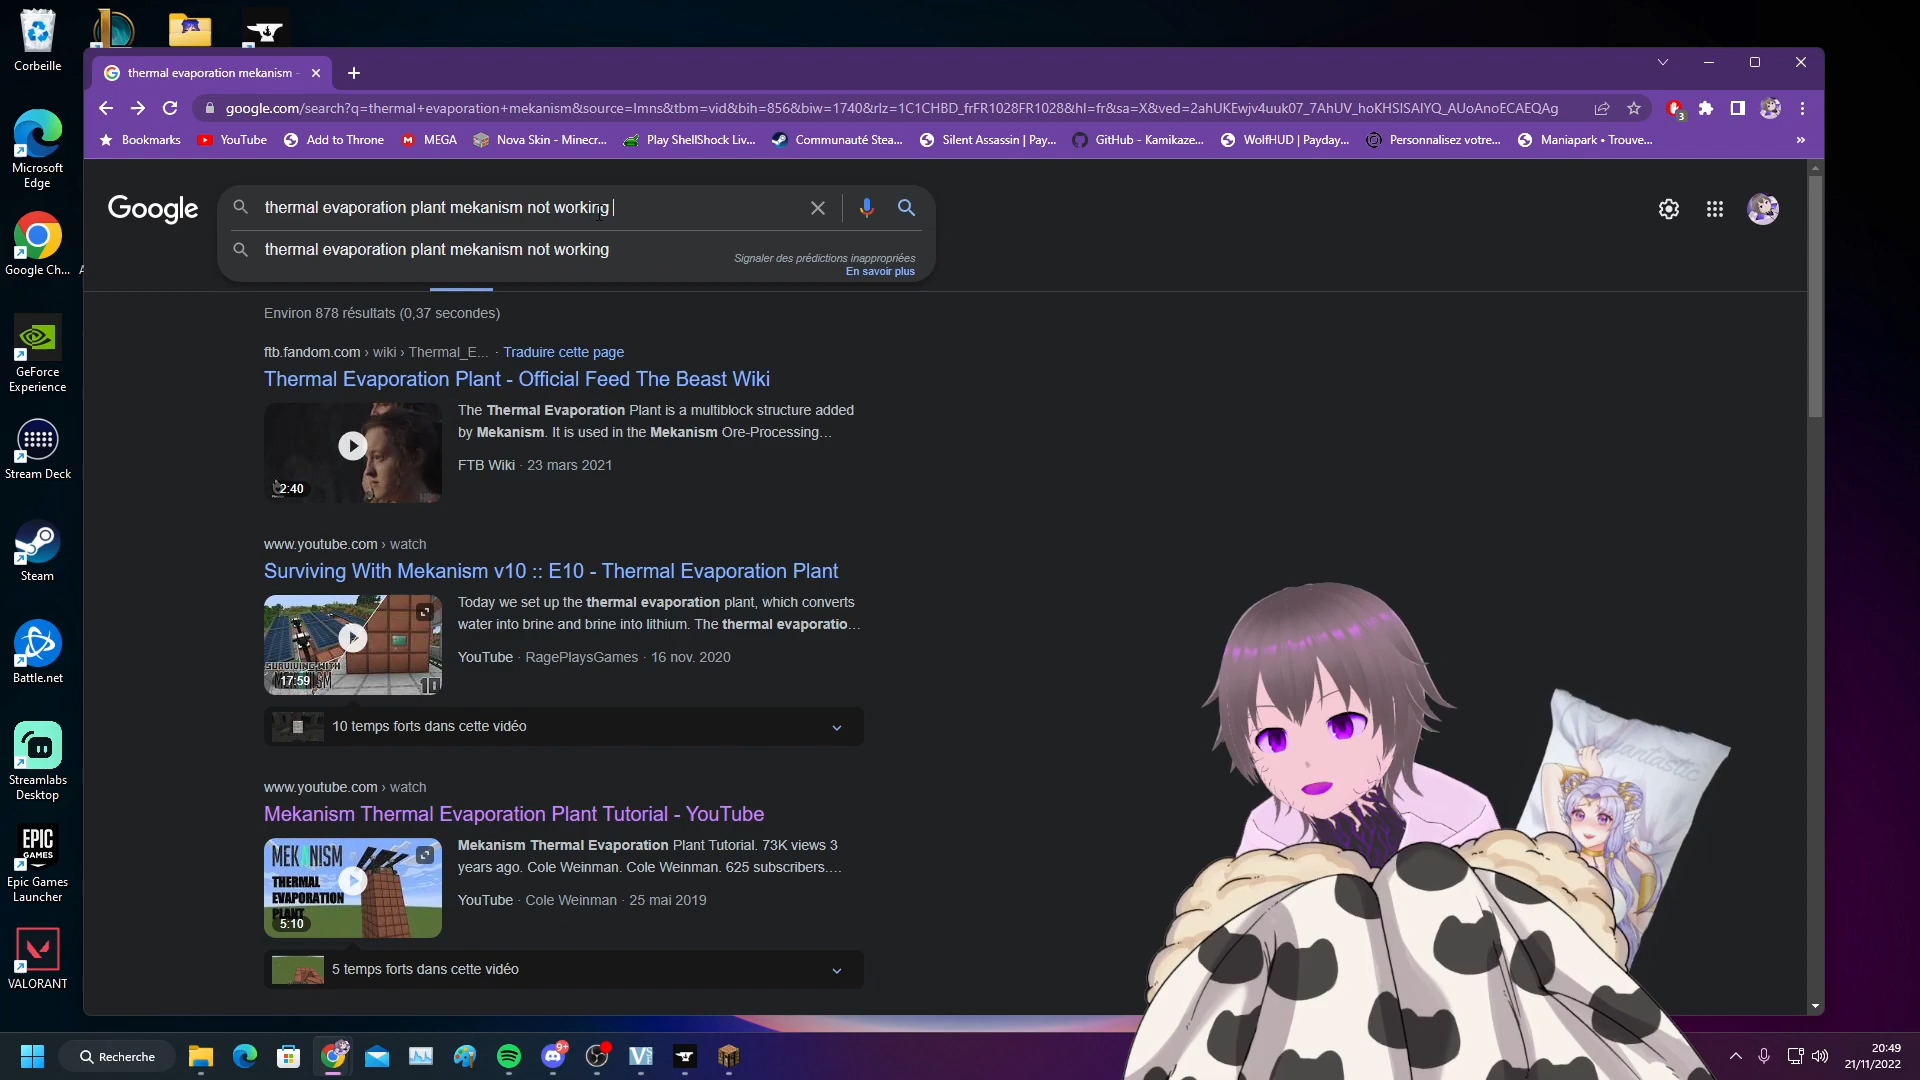 Corbeille
Microsoft Edge
Google Ch...
GeForce Experience
Stream Deck
Steam
Battle.net
Streamlabs Desktop
EPIC GAMES
Epic Games Launcher
VALORANT
thermal evaporation mekanism -
google.com/search?q=thermal+evaporation+mekanism&source=lmns&tbm=vid&bih=856&biw=1740&rlz=1C1CHBD_frFR1028FR1028&hl=fr&sa=X&ved=2ahUKEwjv4uuk07_7AhUV_hoKHSISAIYQ_AUoAnoECAEQAg
3
Bookmarks YouTube Add to Throne MEGA Nova Skin - Minecr... Play ShellShock Liv... Communauté Stea... Silent Assassin | Pay... GitHub - Kamikaze... WolfHUD | Payday... Personnalisez votre... Maniapark • Trouve... »
Google
thermal evaporation plant mekanism not working
thermal evaporation plant mekanism not working
Signaler des prédictions inappropriées
En savoir plus
Environ 878 résultats (0,37 secondes)
ftb.fandom.com › wiki › Thermal_E... · Traduire cette page
Thermal Evaporation Plant - Official Feed The Beast Wiki
The Thermal Evaporation Plant is a multiblock structure added
by Mekanism. It is used in the Mekanism Ore-Processing...
FTB Wiki · 23 mars 2021
2:40
www.youtube.com › watch
Surviving With Mekanism v10 :: E10 - Thermal Evaporation Plant
Today we set up the thermal evaporation plant, which converts
water into brine and brine into lithium. The thermal evaporatio...
YouTube · RagePlaysGames · 16 nov. 2020
SURVIVING WITH
MEKANISM
10
17:59
10 temps forts dans cette vidéo
www.youtube.com › watch
Mekanism Thermal Evaporation Plant Tutorial - YouTube
Mekanism Thermal Evaporation Plant Tutorial. 73K views 3
years ago. Cole Weinman. Cole Weinman. 625 subscribers....
YouTube · Cole Weinman · 25 mai 2019
MEKANISM
THERMAL
EVAPORATION
PLANT
5:10
5 temps forts dans cette vidéo
Recherche
9+
20:49
21/11/2022